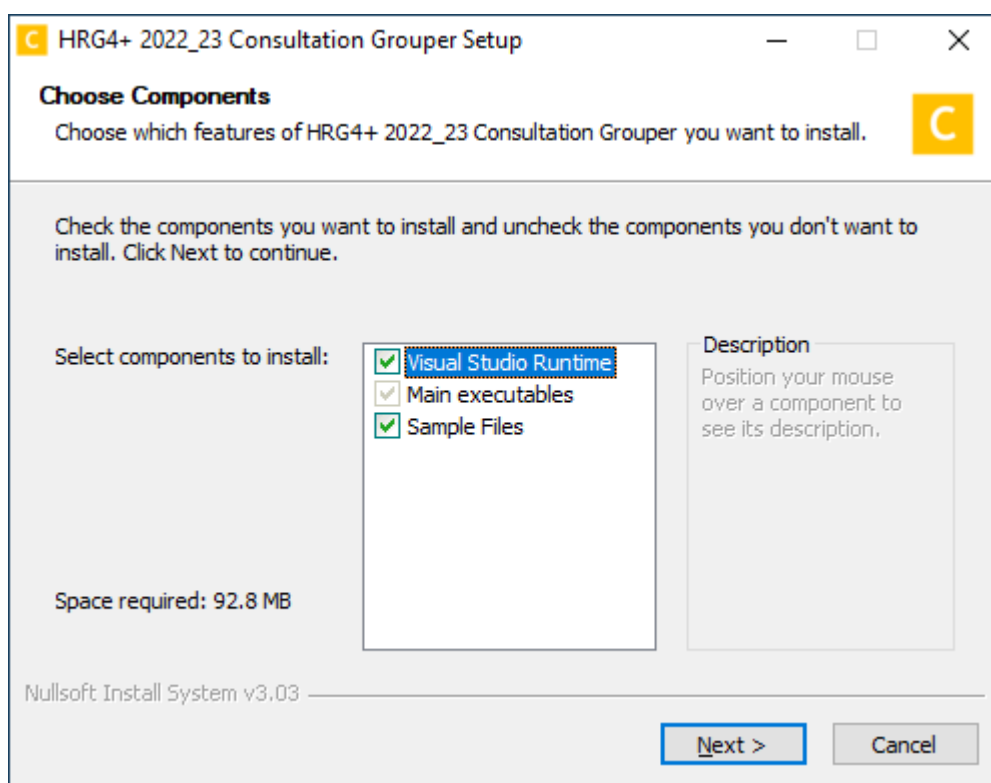 C HRG4+ 2022_23 Consultation Grouper Setup
Choose Components
Choose which features of HRG4+ 2022_23 Consultation Grouper you want to install.
C
Check the components you want to install and uncheck the components you don't want to
install. Click Next to continue.
Select components to install:
Visual Studio Runtime
Main executables
Sample Files
Description
Position your mouse
over a component to
see its description.
Space required: 92.8 MB
Nullsoft Install System v3.03
Next >
Cancel